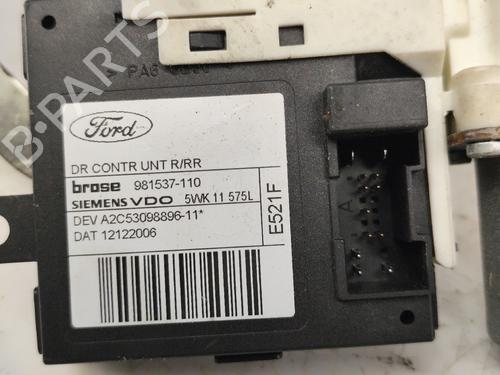 PA6
Ford
DR CONTR UNT R/RR
brose 981537-110
SIEMENS VDO 5WK 11 575L
DEV A2C53098896-11*
DAT 12122006
E521F
A
B-PARTS